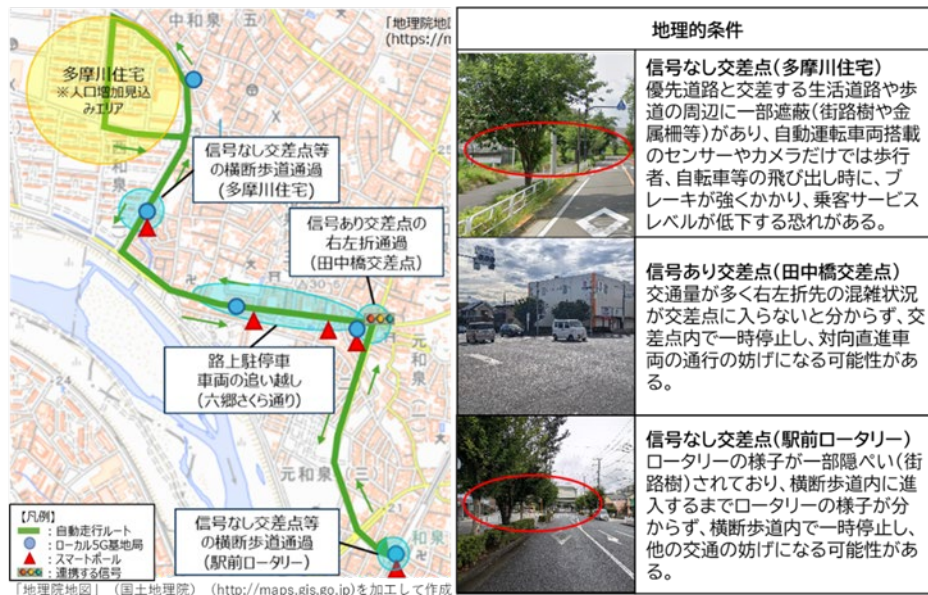 中和泉(五)
「地理院地図
(https://m
多摩川住宅
※人口増加見込
みエリア
信号なし交差点等
の横断歩道通過
(多摩川住宅)
信号あり交差点の
右左折通過
(田中橋交差点)
路上駐停車
車両の追い越し
(六郷さくら通り)
24
元和泉
信号なし交差点等
の横断歩道通過
(駅前ロータリー)
【凡例】
:自動走行ルート
:ローカル5G基地局
:スマートポール
:連携する信号
「地理院地図」 (国土地理院) (http://maps.gis.go.jp)を加工して作成
地理的条件
信号なし交差点(多摩川住宅)
優先道路と交差する生活道路や歩
道の周辺に一部遮蔽(街路樹や金
属柵等)があり、自動運転車両搭載
のセンサーやカメラだけでは歩行
者、自転車等の飛び出し時に、ブ
レーキが強くかかり、乗客サービス
レベルが低下する恐れがある。
信号あり交差点(田中橋交差点)
交通量が多く右左折先の混雑状況
が交差点に入らないと分からず、交
差点内で一時停止し、対向直進車
両の通行の妨げになる可能性があ
る。
信号なし交差点(駅前ロータリー)
ロータリーの様子が一部隠ぺい(街
路樹)されており、横断歩道内に進
入するまでロータリーの様子が分
からず、横断歩道内で一時停止し、
他の交通の妨げになる可能性があ
る。